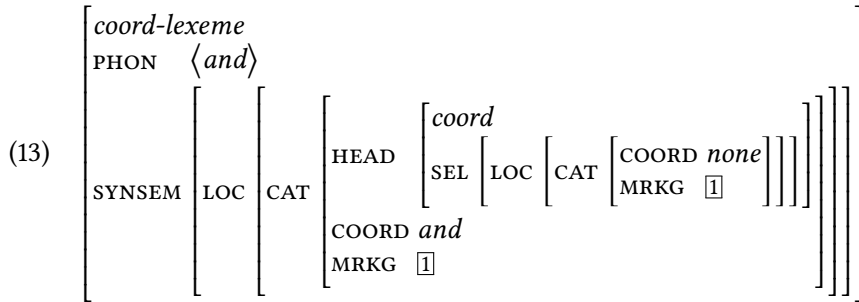 coord-lexeme
PHON ⟨and⟩
coord
(13) HEAD COORD none
SEL LOC CAT
SYNSEM LOC CAT MRKG 1
COORD and
MRKG 1